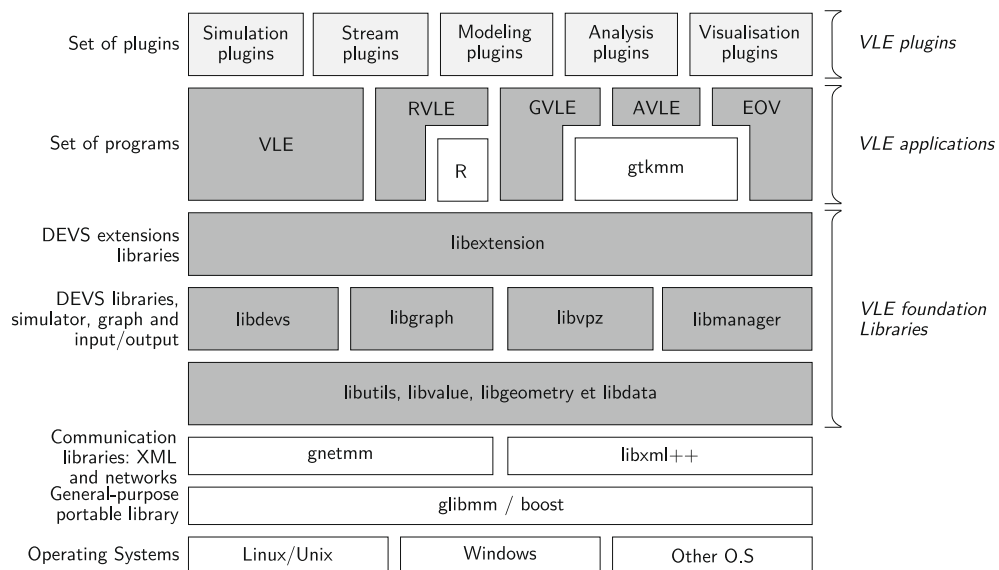 Set of plugins
Simulation
plugins
Stream
plugins
Modeling
plugins
Analysis
plugins
Visualisation
plugins
VLE plugins
Set of programs
VLE
RVLE
R
GVLE
AVLE
EOV
gtkmm
VLE applications
DEVS extensions
libraries
libextension
DEVS libraries,
simulator, graph and
input/output
libdevs
libgraph
libvpz
libmanager
VLE foundation
Libraries
libutils, libvalue, libgeometry et libdata
Communication
libraries: XML
and networks
gnetmm
libxml++
General-purpose
portable library
glibmm / boost
Operating Systems
Linux/Unix
Windows
Other O.S